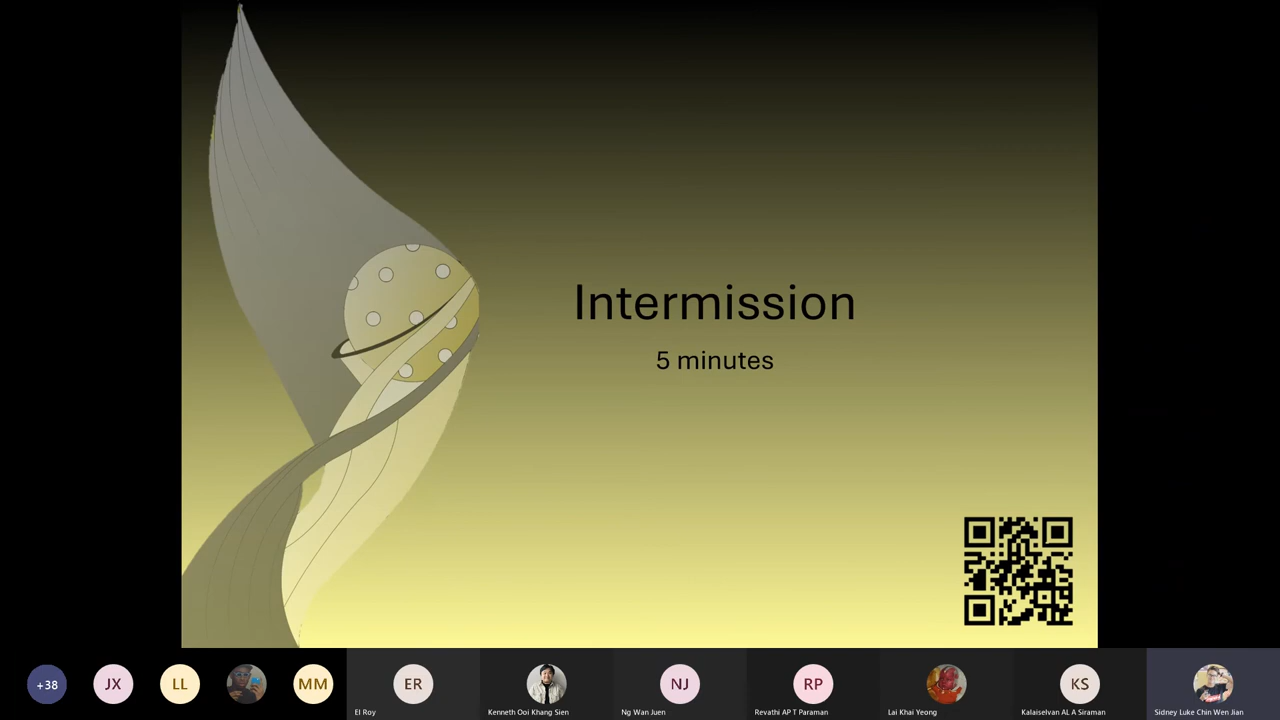 Intermission
5 minutes
+38
JX
LL
MM
ER
El Roy
Kenneth Ooi Khang Sien
NJ
Ng Wan Juen
RP
Revathi AP T Paraman
Lai Khai Yeong
KS
Kalaiselvan AL A Siraman
Sidney Luke Chin Wen Jian